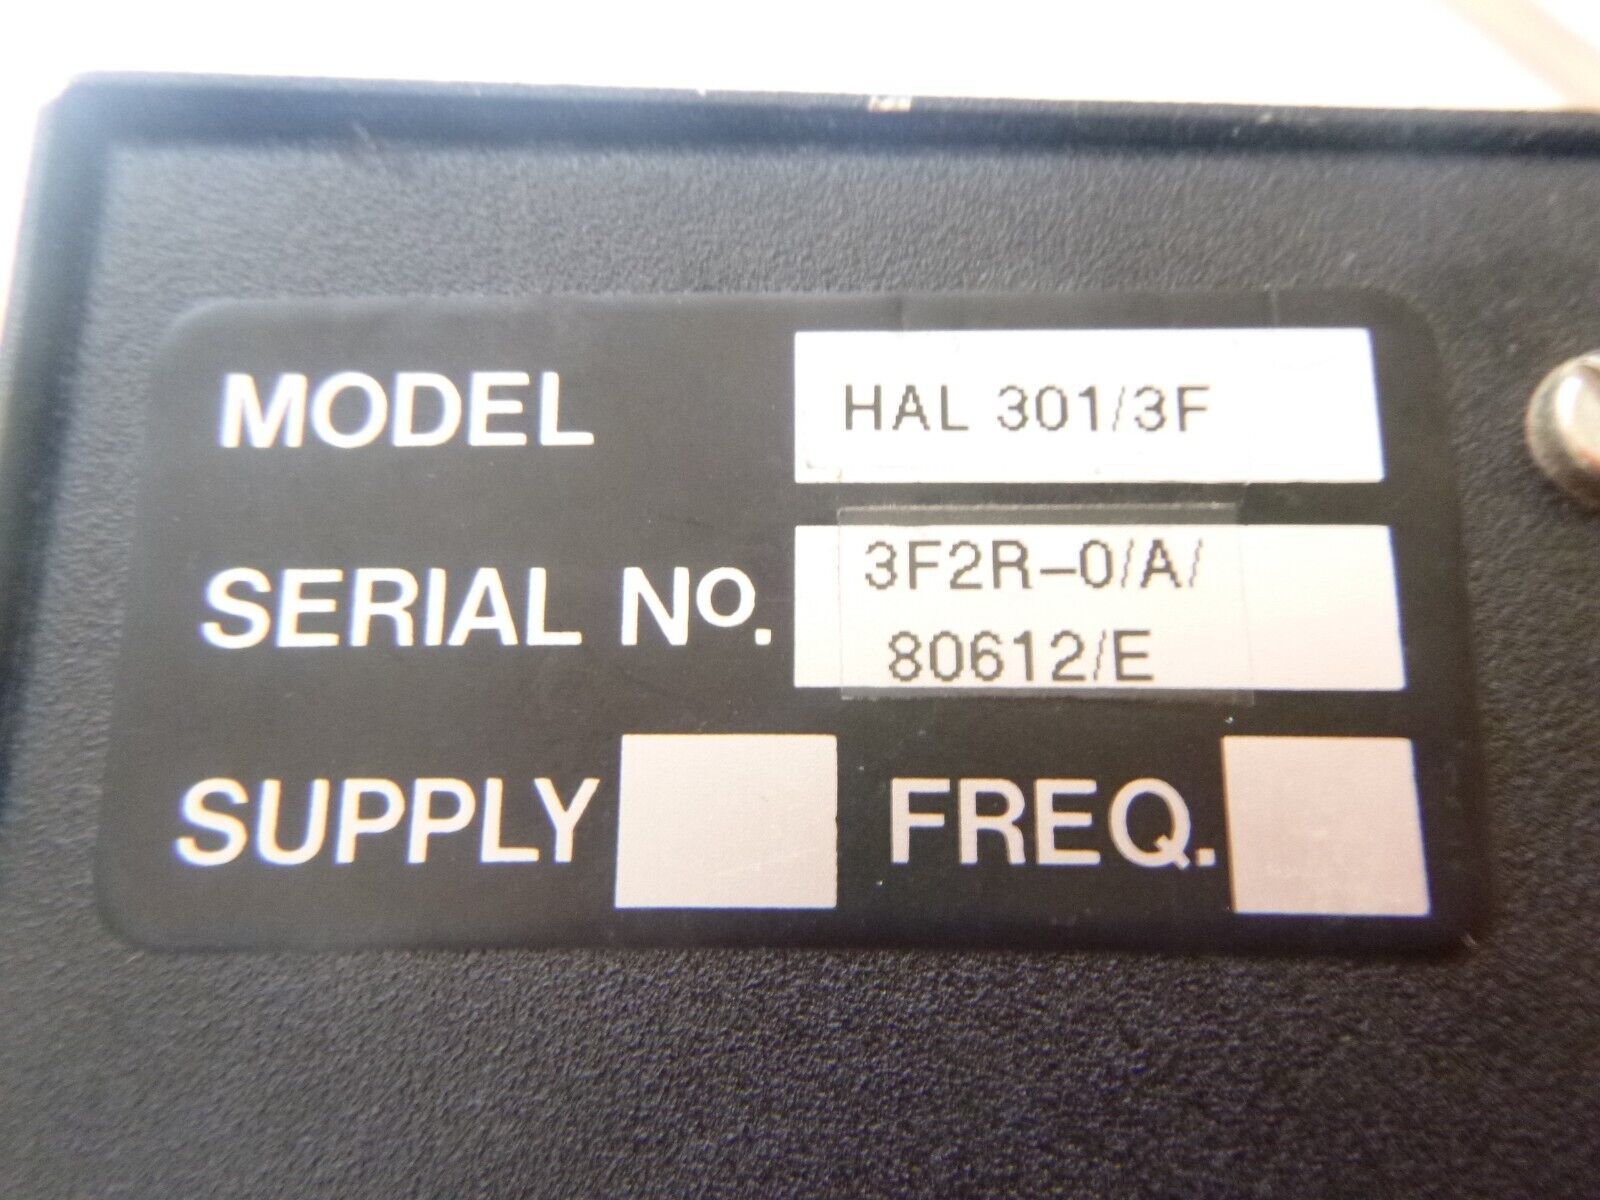 MODEL HAL 301/3F
SERIAL No. 3F2R-0/A/
80612/E
SUPPLY FREQ.